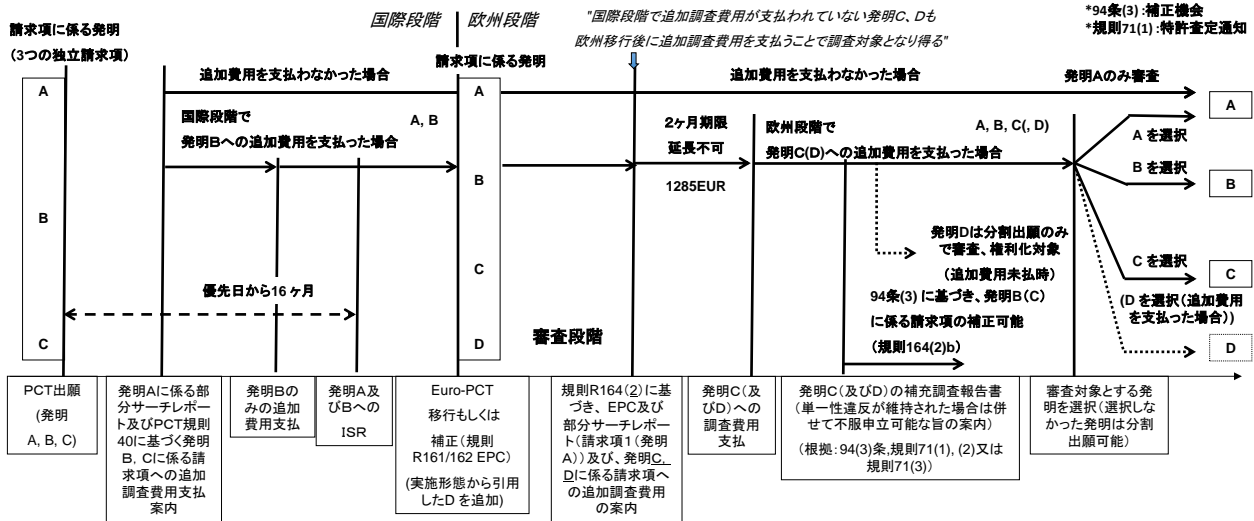 国際段階
欧州段階
"国際段階で追加調査費用が支払われていない発明C、Dも
欧州移行後に追加調査費用を支払うことで調査対象となり得る"
*94条(3) :補正機会
*規則71(1) :特許査定通知
請求項に係る発明
(3つの独立請求項)
追加費用を支払わなかった場合
請求項に係る発明
追加費用を支払わなかった場合
発明Aのみ審査
A
A
A
国際段階で
発明Bへの追加費用を支払った場合
A, B
2ヶ月期限
延長不可
1285EUR
欧州段階で
発明C(D)への追加費用を支払った場合
A, B, C(, D)
A を選択
B を選択
B
B
B
発明Dは分割出願のみ
で審査、権利化対象
(追加費用未払時)
C
C を選択
C
優先日から16ヶ月
94条(3) に基づき、発明B(C)
に係る請求項の補正可能
(規則164(2)b)
(D を選択(追加費用
を支払った場合))
C
D
審査段階
D
PCT出願
(発明
A, B, C)
発明Aに係る部
分サーチレポー
ト及びPCT規則
40に基づく発明
B, Cに係る請
求項への追加
調査費用支払
案内
発明Bの
みの追加
費用支払
発明A及
びBへの
ISR
Euro-PCT
移行もしくは
補正(規則
R161/162 EPC)
(実施形態から引用
したD を追加)
規則R164(2)に基
づき、EPC及び
部分サーチレポー
ト(請求項1(発明
A))及び、発明C,
Dに係る請求項へ
の追加調査費用
の案内
発明C(及
びD)への
調査費用
支払
発明C(及びD)の補充調査報告書
(単一性違反が維持された場合は併
せて不服申立可能な旨の案内)
(根拠:94(3)条,規則71(1), (2)又は
規則71(3))
審査対象とする発
明を選択(選択しな
かった発明は分割
出願可能)